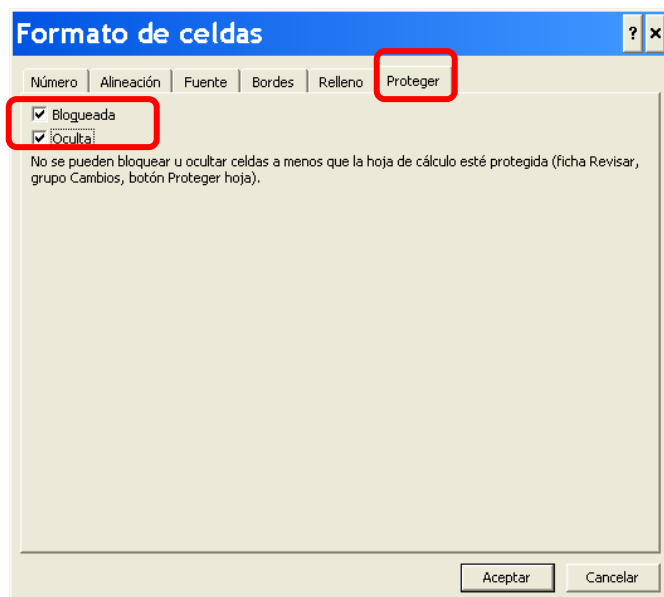 Formato de celdas
Número Alineación Fuente Bordes Relleno Proteger
Bloqueada
Oculta
No se pueden bloquear u ocultar celdas a menos que la hoja de cálculo esté protegida (ficha Revisar,
grupo Cambios, botón Proteger hoja).
Aceptar Cancelar